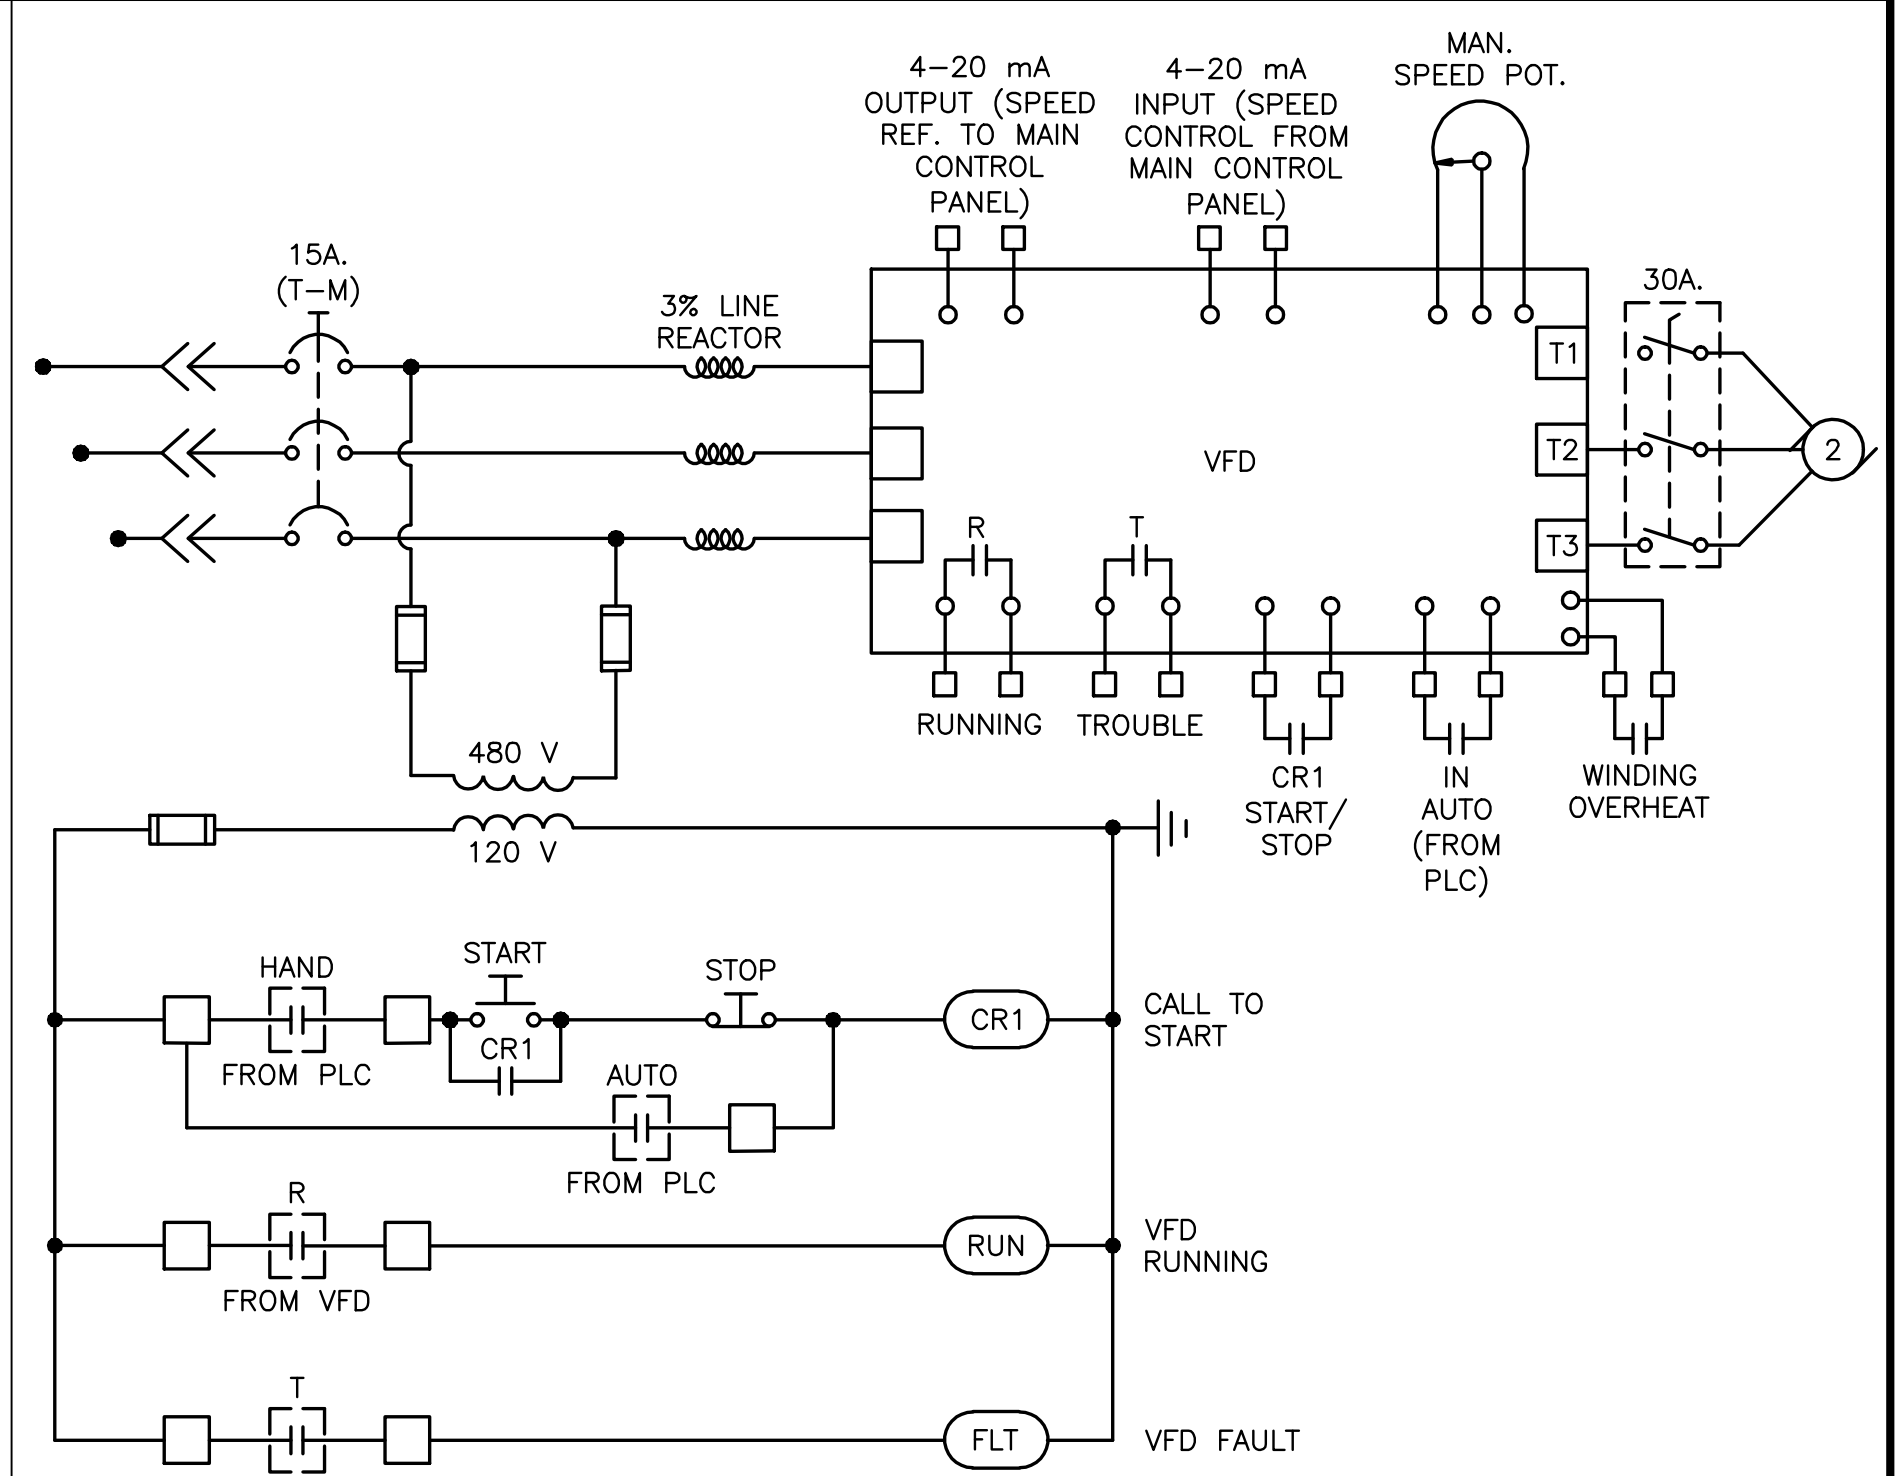 MAN.
SPEED POT.
4-20 mA
OUTPUT (SPEED
REF. TO MAIN
CONTROL
PANEL)
4-20 mA
INPUT (SPEED
CONTROL FROM
MAIN CONTROL
PANEL)
15A.
(T-M)
3% LINE
REACTOR
30A.
T1
T2
T3
2
VFD
R
T
RUNNING
TROUBLE
CR1
START/
STOP
IN
AUTO
(FROM
PLC)
WINDING
OVERHEAT
480 V
120 V
HAND
FROM PLC
START
CR1
STOP
CR1
CALL TO
START
AUTO
FROM PLC
R
FROM VFD
RUN
VFD
RUNNING
T
FLT
VFD FAULT